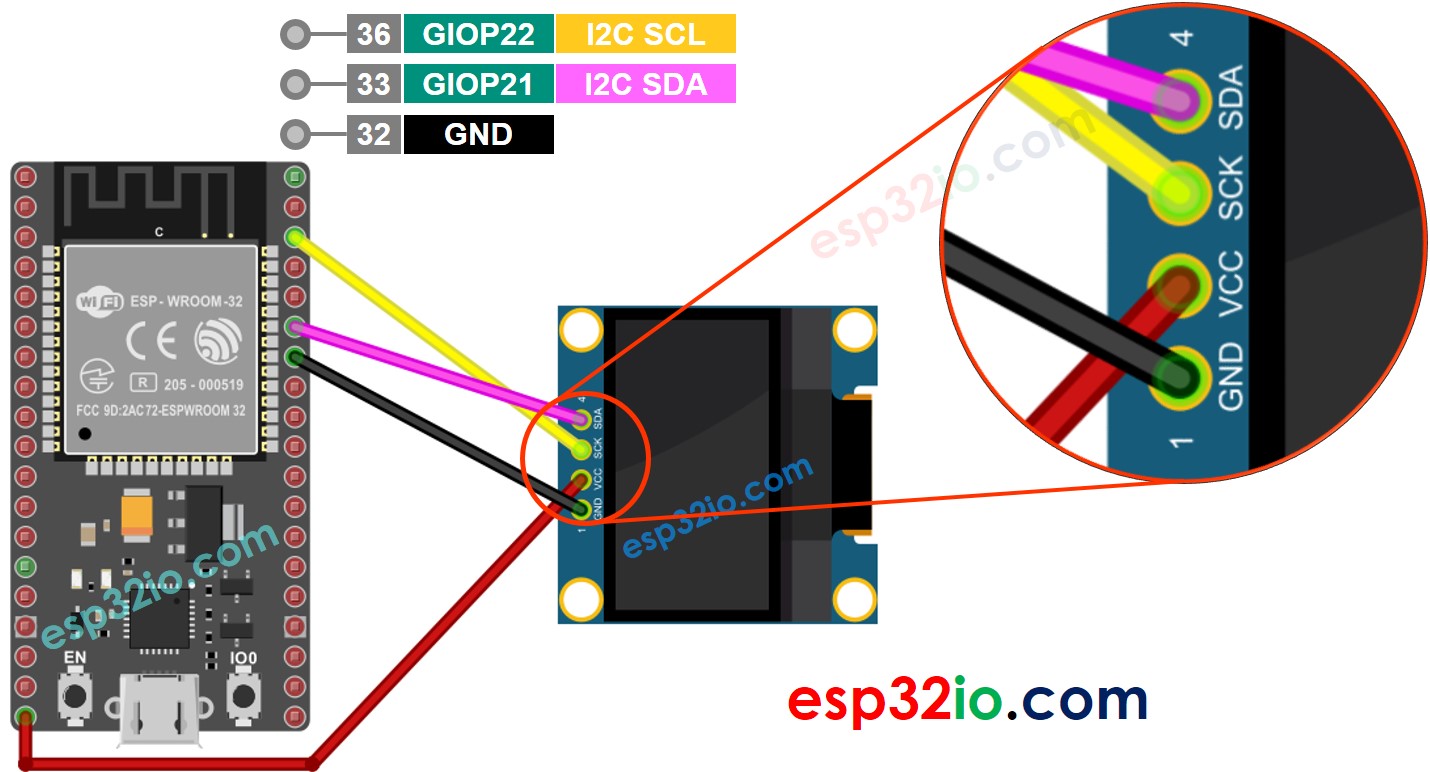 36 GIOP22 I2C SCL
33 GIOP21 I2C SDA
32 GND
C
WiFi ESP - WROOM -32
CE
R 205 - 000519
FCC 9D:2AC72-ESPWROOM 32
EN
IO0
esp32io.com
4
SDA
SCK
VCC
GND
1
esp32io.com
esp32io.com
4
SDA
SCK
VCC
GND
1
esp32io.com